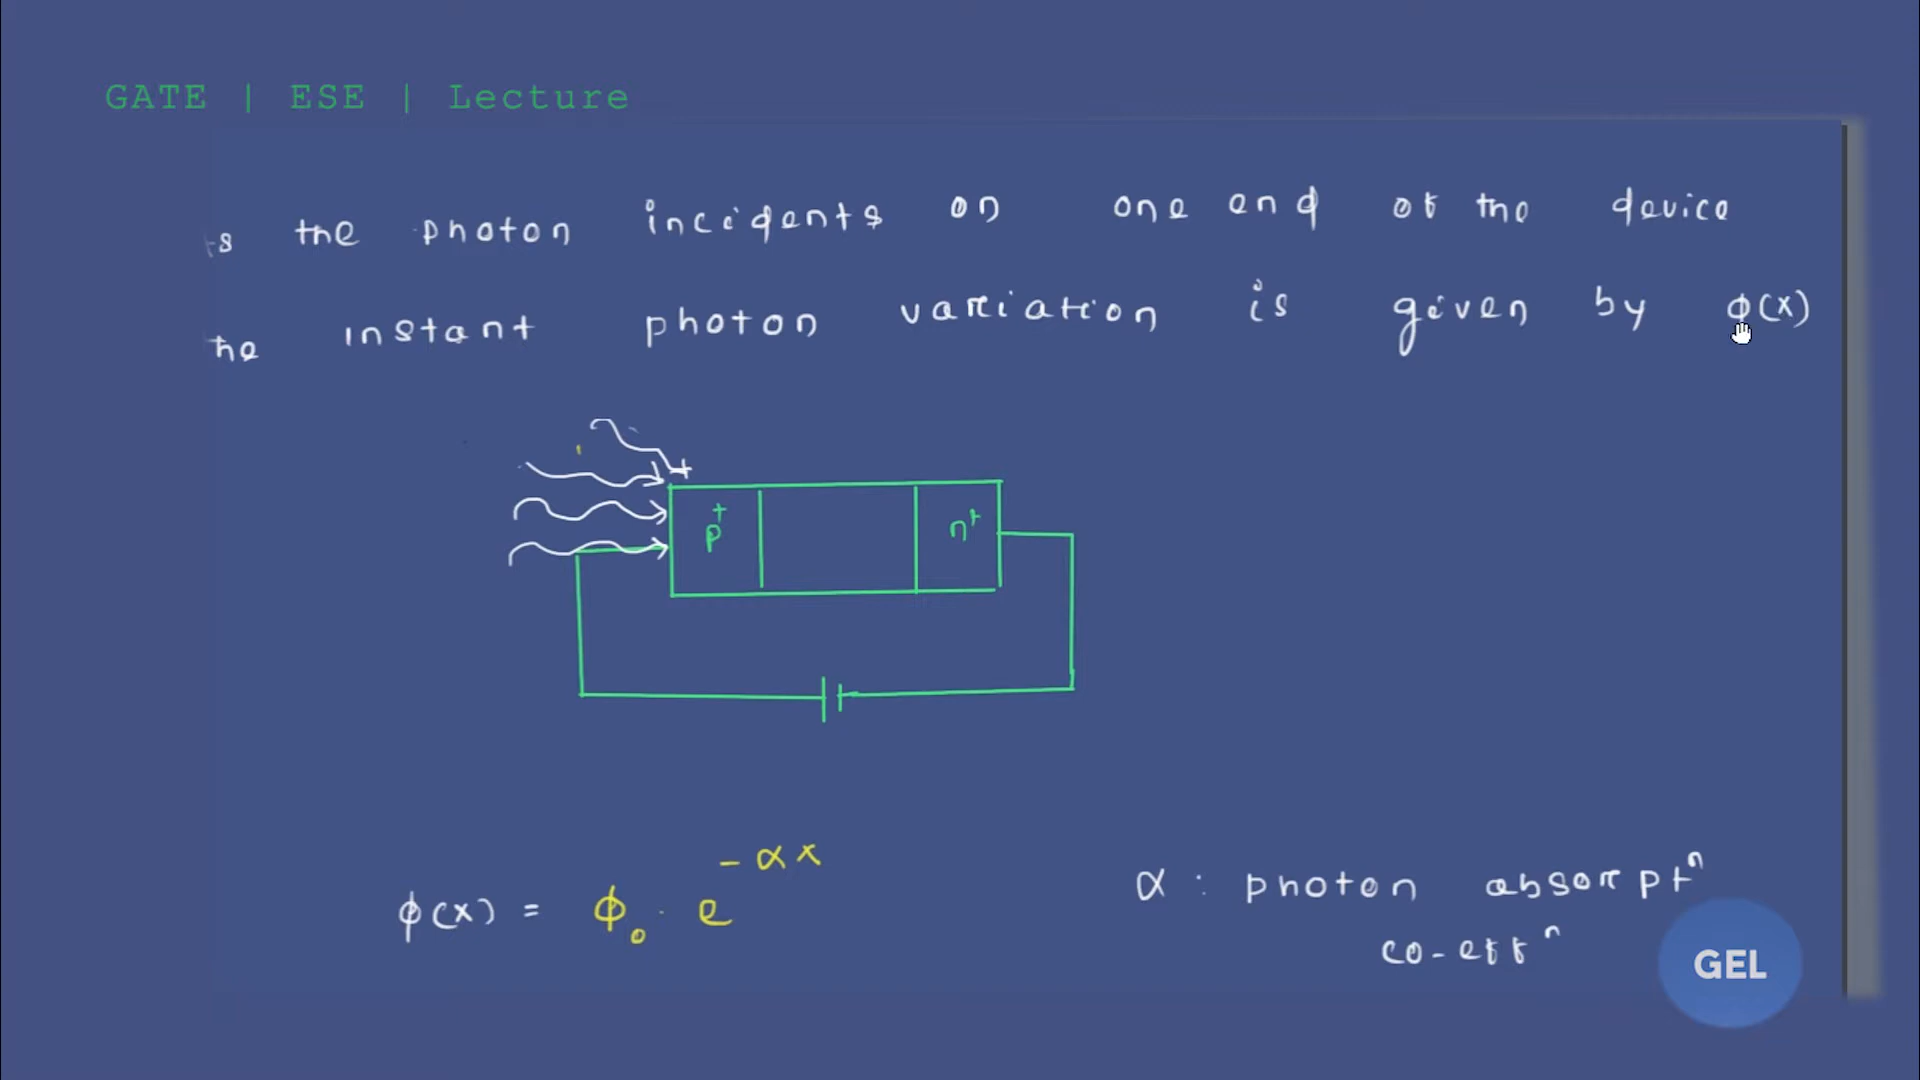 GATE | ESE | Lecture
s the photon incidents on one end of the device
he instant photon variation is given by ϕ(x)
+
p⁺ n⁺
ϕ(x) = ϕ₀ · e^(-αx)
α : photon absorptⁿ
co-effⁿ
GEL